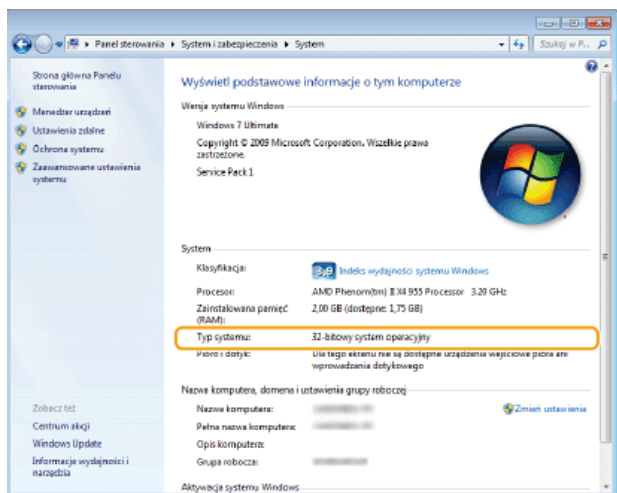 Panel sterowania ▸ System i zabezpieczenia ▸ System
Szukaj w P...
Strona główna Panelu
sterowania
Menedżer urządzeń
Ustawienia zdalne
Ochrona systemu
Zaawansowane ustawienia
systemu
Wyświetl podstawowe informacje o tym komputerze
Wersja systemu Windows
Windows 7 Ultimate
Copyright © 2009 Microsoft Corporation. Wszelkie prawa
zastrzeżone.
Service Pack 1
System
Klasyfikacja:
3,9 Indeks wydajności systemu Windows
Procesor: AMD Phenom(tm) II X4 955 Processor 3.20 GHz
Zainstalowana pamięć 2,00 GB (dostępne: 1,75 GB)
(RAM):
Typ systemu: 32-bitowy system operacyjny
Pióro i dotyk: Dla tego ekranu nie są dostępne urządzenia wejściowe pióra ani
wprowadzania dotykowego
Nazwa komputera, domena i ustawienia grupy roboczej
Nazwa komputera:
Zmień ustawienia
Pełna nazwa komputera:
Opis komputera:
Grupa robocza:
Aktywacja systemu Windows
Zobacz też
Centrum akcji
Windows Update
Informacje wydajności i
narzędzia